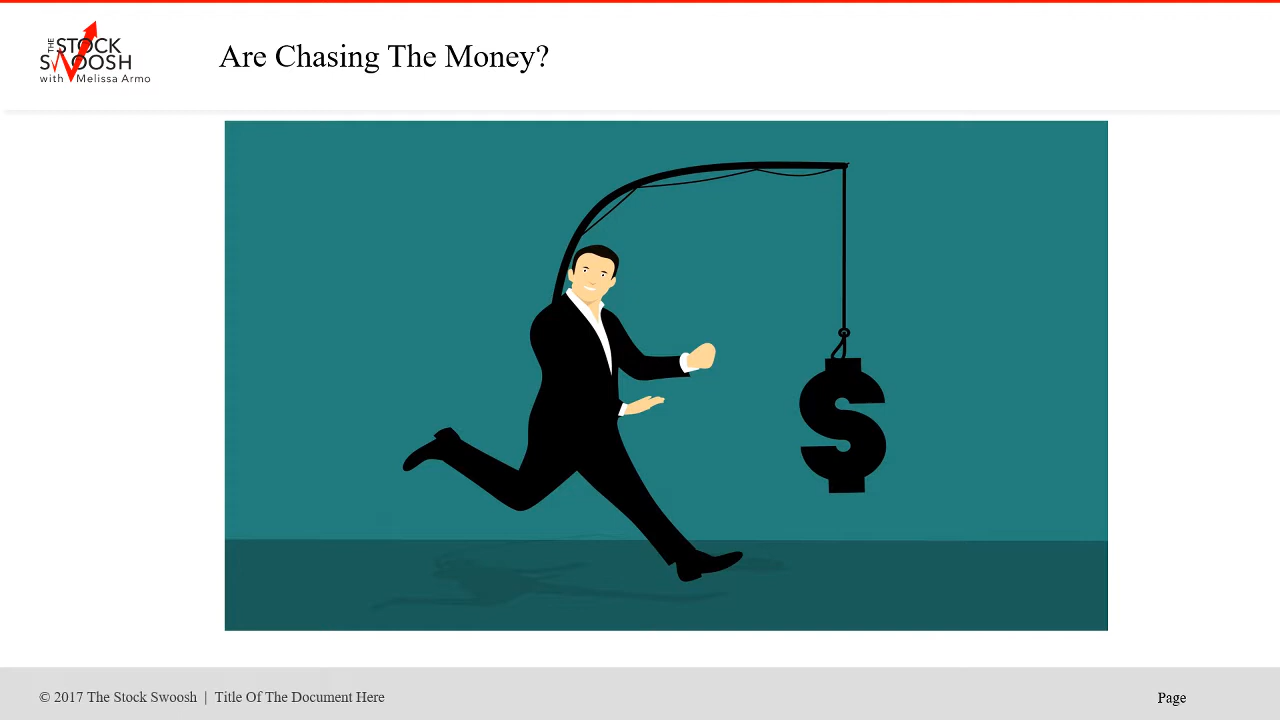 THE STOCK
SWOOSH
with Melissa Armo
Are Chasing The Money?
$
© 2017 The Stock Swoosh | Title Of The Document Here
Page